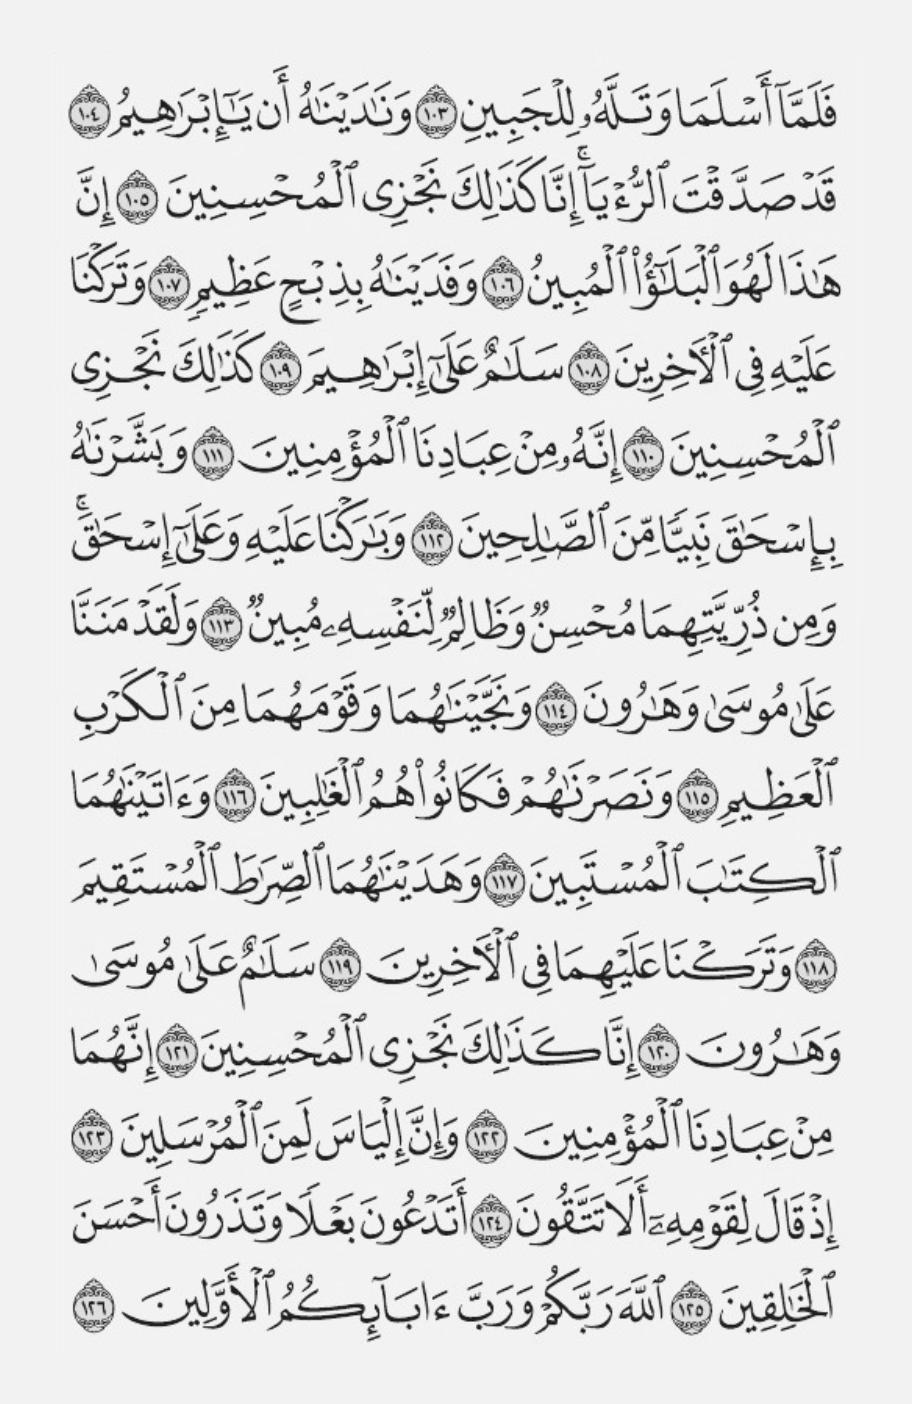 فَلَمَّآ أَسْلَمَا وَتَلَّهُۥ لِلْجَبِينِ ١٠٣ وَنَٰدَيْنَٰهُ أَن يَٰٓإِبْرَٰهِيمُ ١٠٤
قَدْ صَدَّقْتَ ٱلرُّءْيَآ ۚ إِنَّا كَذَٰلِكَ نَجْزِى ٱلْمُحْسِنِينَ ١٠٥ إِنَّ
هَٰذَا لَهُوَ ٱلْبَلَٰٓؤُا۟ ٱلْمُبِينُ ١٠٦ وَفَدَيْنَٰهُ بِذِبْحٍ عَظِيمٍ ١٠٧ وَتَرَكْنَا
عَلَيْهِ فِى ٱلْءَاخِرِينَ ١٠٨ سَلَٰمٌ عَلَىٰٓ إِبْرَٰهِيمَ ١٠٩ كَذَٰلِكَ نَجْزِى
ٱلْمُحْسِنِينَ ١١٠ إِنَّهُۥ مِنْ عِبَادِنَا ٱلْمُؤْمِنِينَ ١١١ وَبَشَّرْنَٰهُ
بِإِسْحَٰقَ نَبِيًّا مِّنَ ٱلصَّٰلِحِينَ ١١٢ وَبَٰرَكْنَا عَلَيْهِ وَعَلَىٰٓ إِسْحَٰقَ ۚ
وَمِن ذُرِّيَّتِهِمَا مُحْسِنٌ وَظَالِمٌ لِّنَفْسِهِۦ مُبِينٌ ١١٣ وَلَقَدْ مَنَنَّا
عَلَىٰ مُوسَىٰ وَهَٰرُونَ ١١٤ وَنَجَّيْنَٰهُمَا وَقَوْمَهُمَا مِنَ ٱلْكَرْبِ
ٱلْعَظِيمِ ١١٥ وَنَصَرْنَٰهُمْ فَكَانُوا۟ هُمُ ٱلْغَٰلِبِينَ ١١٦ وَءَاتَيْنَٰهُمَا
ٱلْكِتَٰبَ ٱلْمُسْتَبِينَ ١١٧ وَهَدَيْنَٰهُمَا ٱلصِّرَٰطَ ٱلْمُسْتَقِيمَ
١١٨ وَتَرَكْنَا عَلَيْهِمَا فِى ٱلْءَاخِرِينَ ١١٩ سَلَٰمٌ عَلَىٰ مُوسَىٰ
وَهَٰرُونَ ١٢٠ إِنَّا كَذَٰلِكَ نَجْزِى ٱلْمُحْسِنِينَ ١٢١ إِنَّهُمَا
مِنْ عِبَادِنَا ٱلْمُؤْمِنِينَ ١٢٢ وَإِنَّ إِلْيَاسَ لَمِنَ ٱلْمُرْسَلِينَ ١٢٣
إِذْ قَالَ لِقَوْمِهِۦٓ أَلَا تَتَّقُونَ ١٢٤ أَتَدْعُونَ بَعْلًا وَتَذَرُونَ أَحْسَنَ
ٱلْخَٰلِقِينَ ١٢٥ ٱللَّهَ رَبَّكُمْ وَرَبَّ ءَابَآئِكُمُ ٱلْأَوَّلِينَ ١٢٦